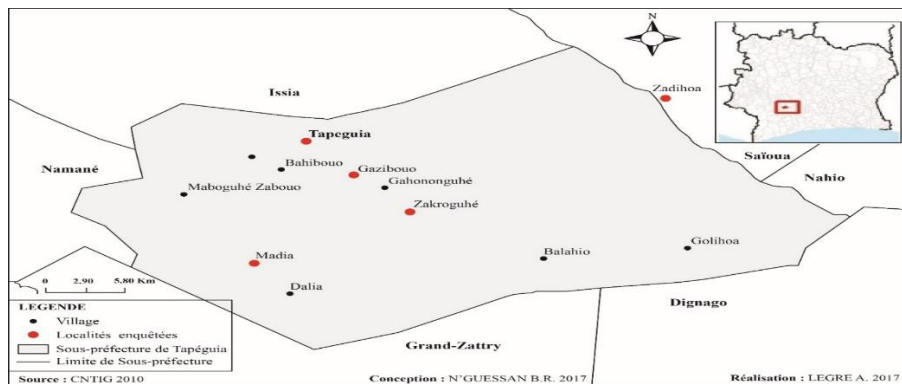 N
Issia
Zadihoa
Tapeguia
Saïoua
Namané
Bahibouo
Gazibouo
Nahio
Maboguhé Zabouo
Gahononguhé
Zakroguhé
Golihoa
Madia
Balahio
0 2.90 5.80 Km
Dalia
Dignago
LEGENDE
Village
Localités enquêtées
Grand-Zattry
Sous-préfecture de Tapéguia
Limite de Sous-préfecture
Source : CNTIG 2010 Conception : N'GUESSAN B.R. 2017 Réalisation : LEGRE A. 2017